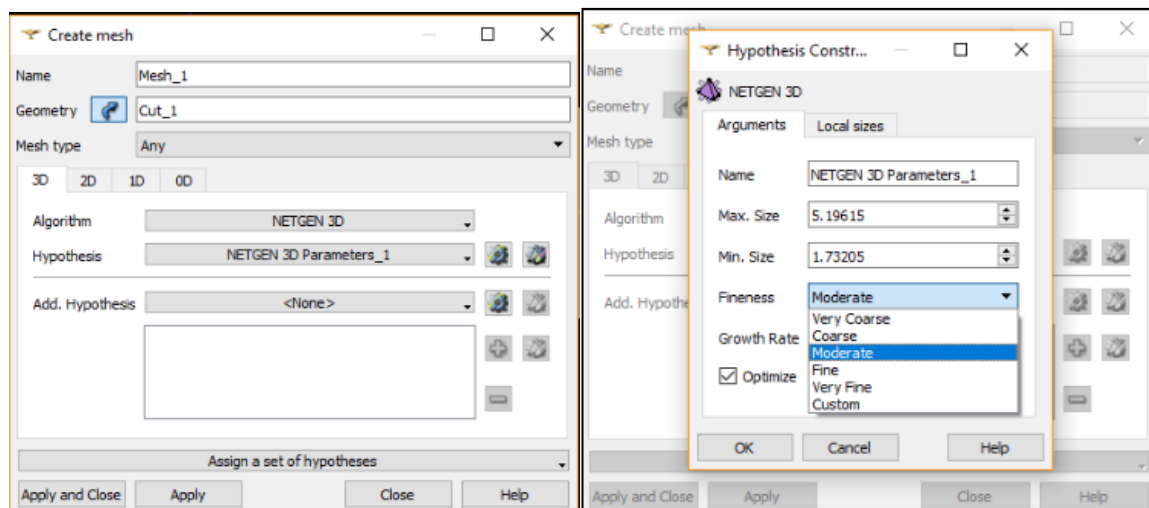 Create mesh
Name Mesh_1
Geometry Cut_1
Mesh type Any
3D 2D 1D 0D
Algorithm NETGEN 3D
Hypothesis NETGEN 3D Parameters_1
Add. Hypothesis <None>
Assign a set of hypotheses
Apply and Close Apply Close Help
Create mesh
Name
Geometry
Mesh type
3D 2D
Algorithm
Hypothesis
Add. Hypothe
Apply and Close Apply Close Help
Hypothesis Constr...
NETGEN 3D
Arguments Local sizes
Name NETGEN 3D Parameters_1
Max. Size 5.19615
Min. Size 1.73205
Fineness Moderate
Very Coarse
Coarse
Growth Rate Moderate
Fine
Optimize Very Fine
Custom
OK Cancel Help